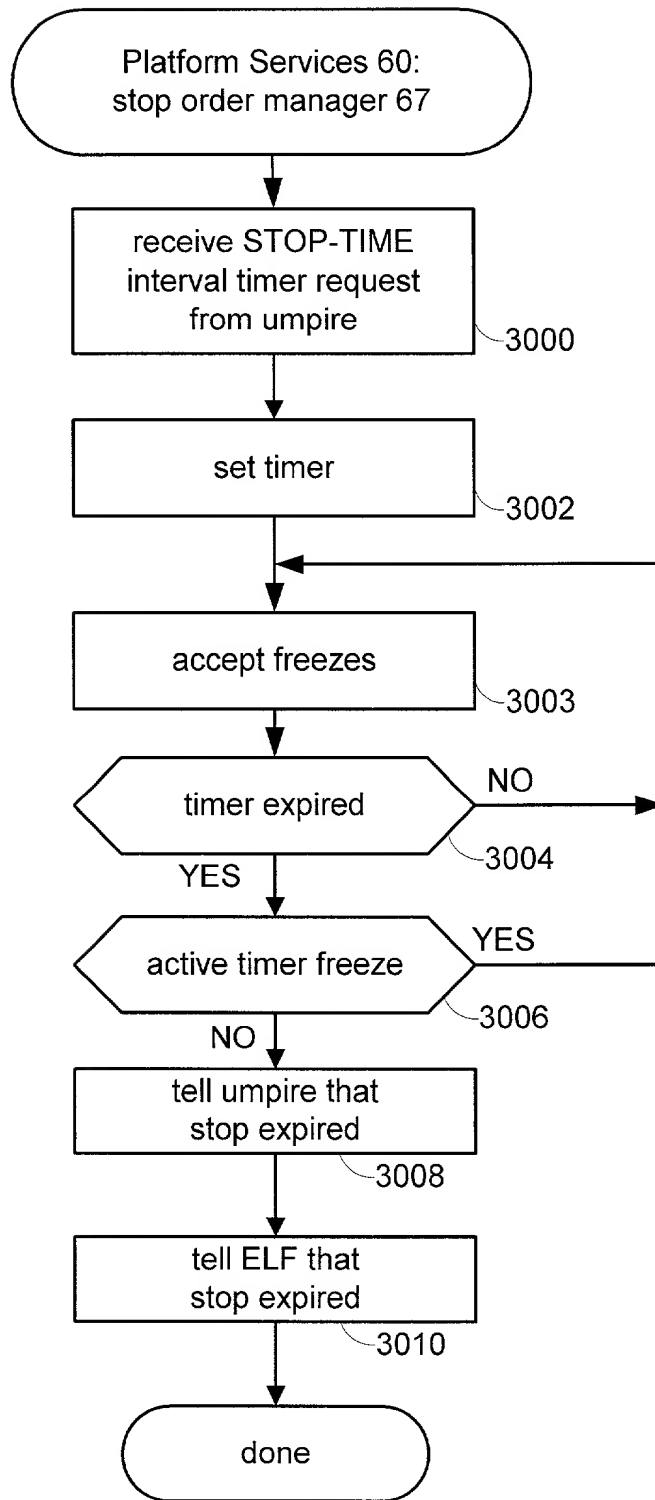 Platform Services 60:
stop order manager 67
receive STOP-TIME
interval timer request
from umpire
3000
set timer
3002
accept freezes
3003
timer expired
NO
3004
YES
active timer freeze
YES
3006
NO
tell umpire that
stop expired
3008
tell ELF that
stop expired
3010
done